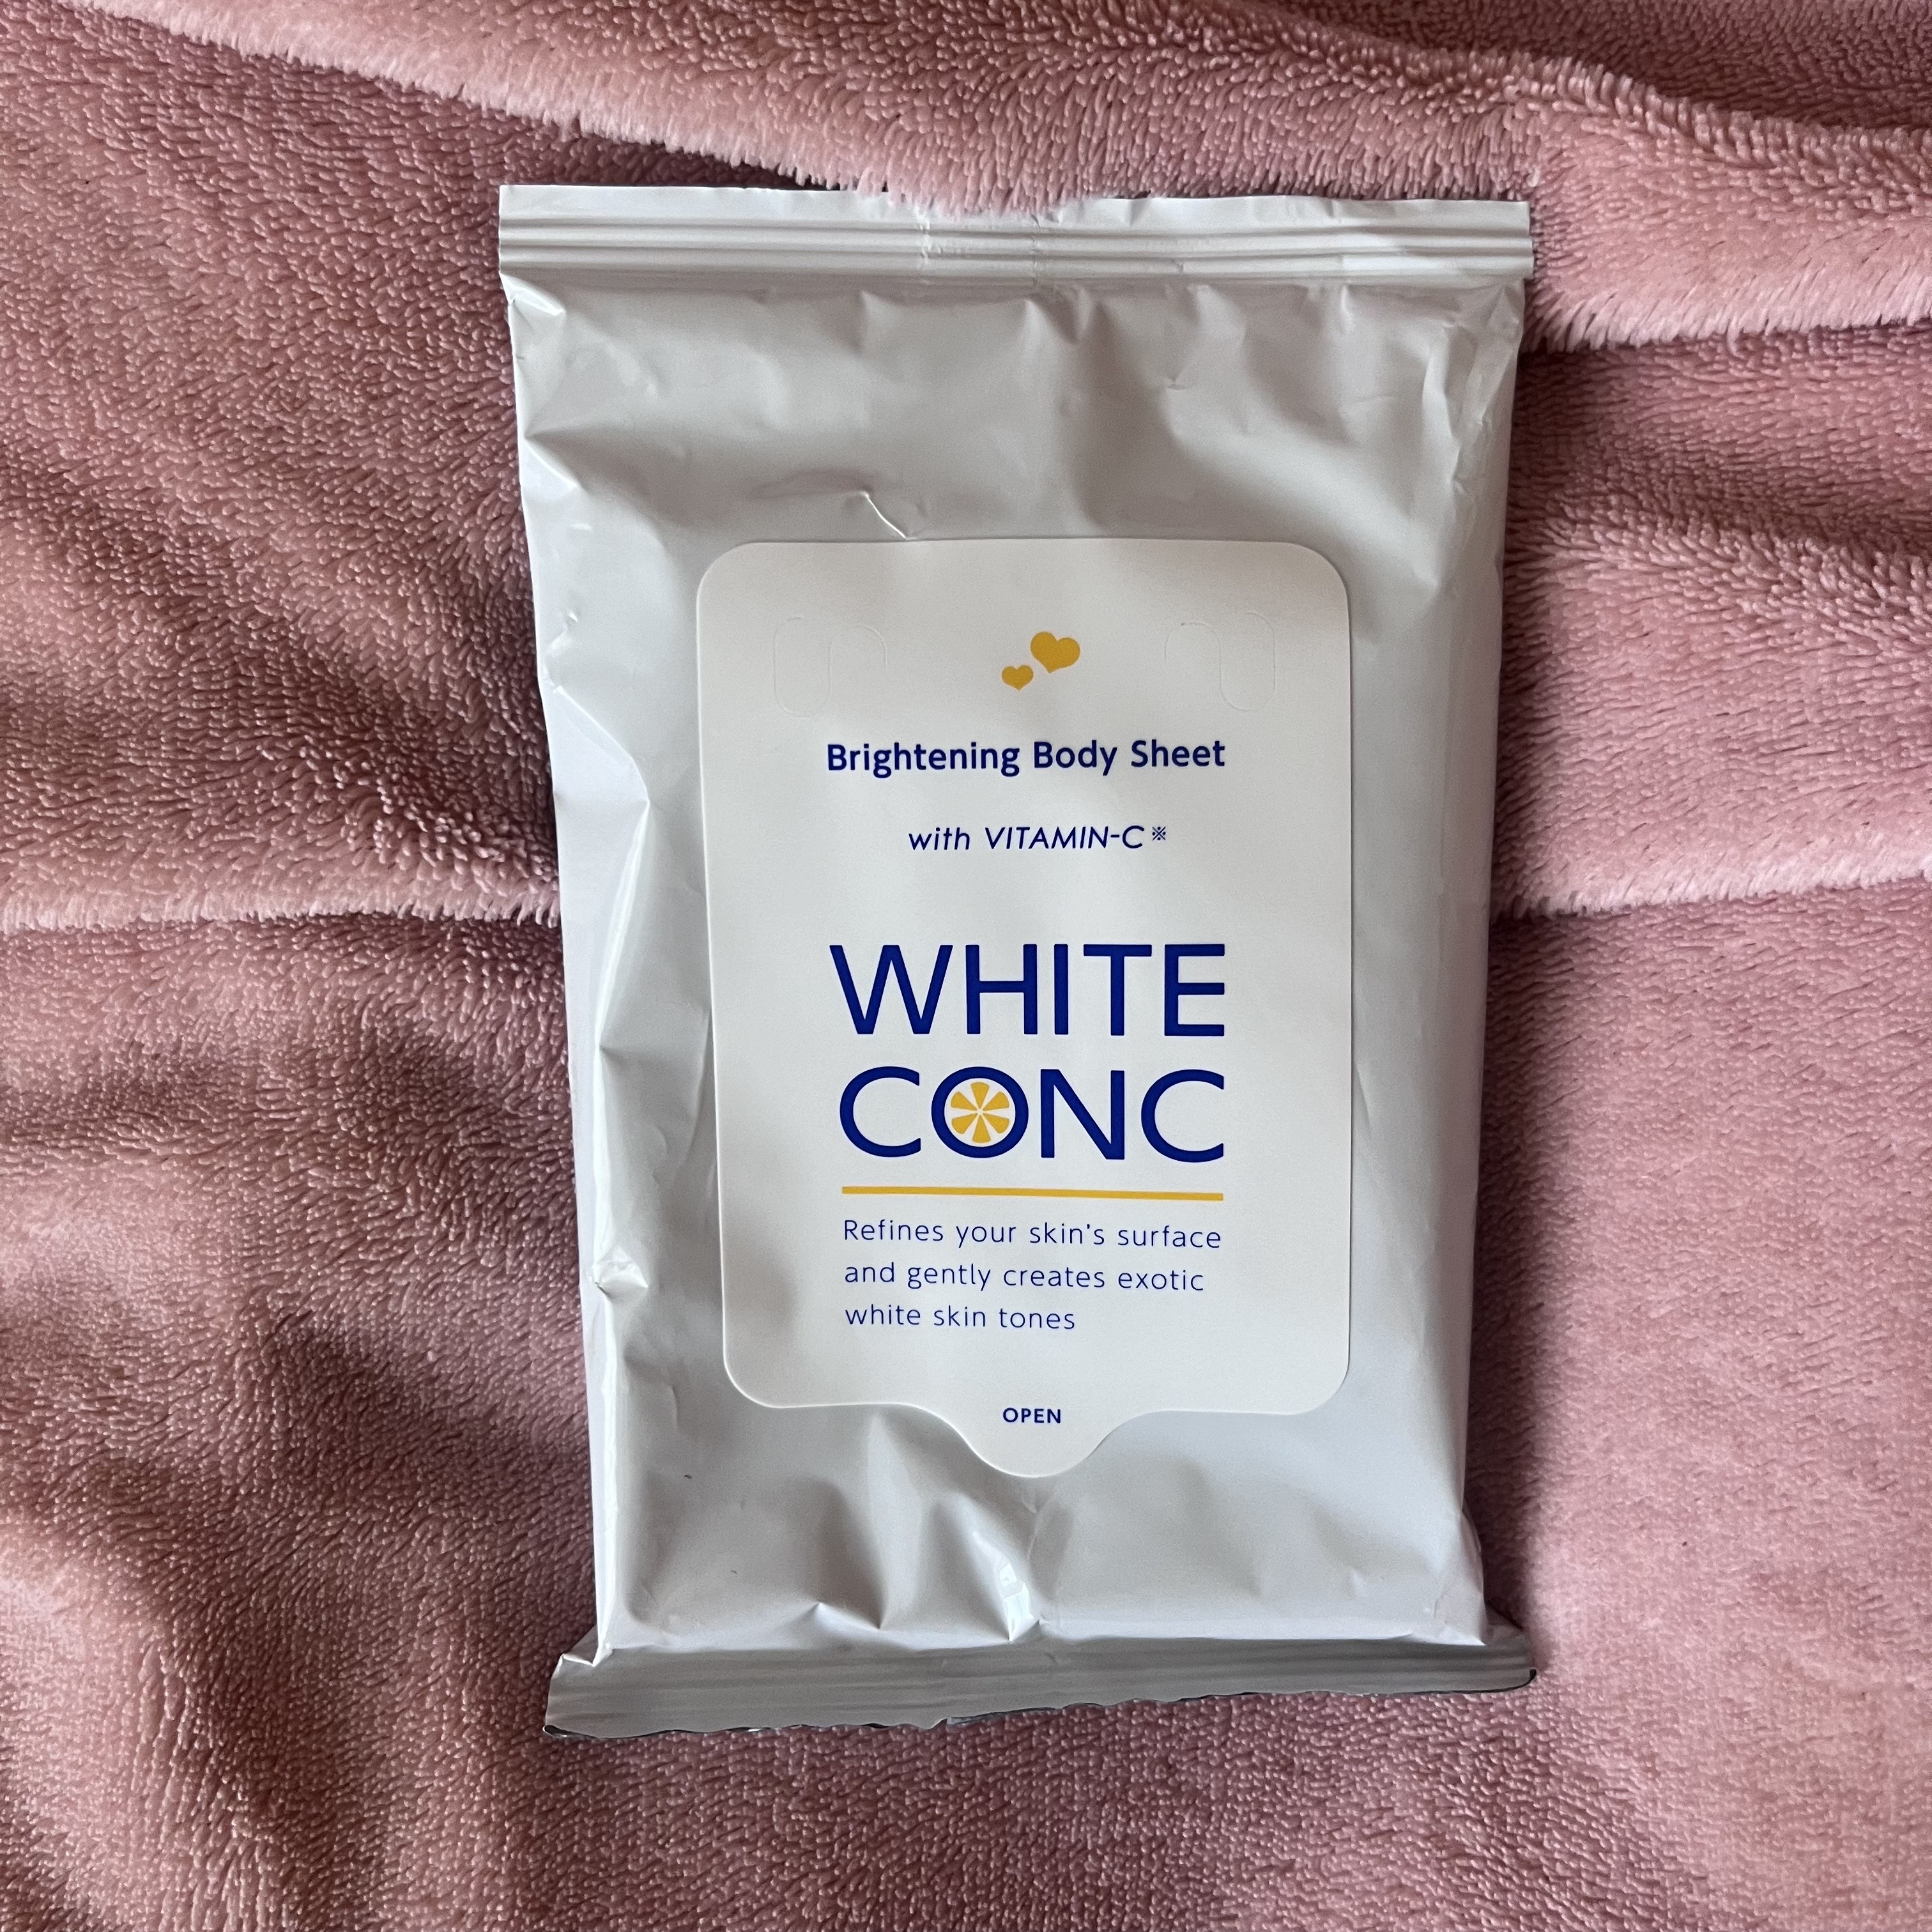 Brightening Body Sheet
with VITAMIN-C※
WHITE
CONC
Refines your skin's surface
and gently creates exotic
white skin tones
OPEN